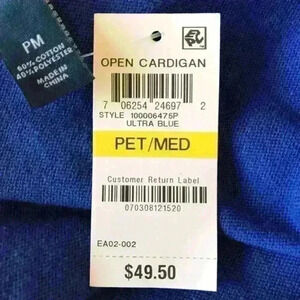 PM
60% COTTON
40% POLYESTER
MADE IN
CHINA
OPEN CARDIGAN
7 06254 24697 2
STYLE 100006475P
ULTRA BLUE
PET/MED
Customer Return Label
070308121520
EA02-002
$49.50